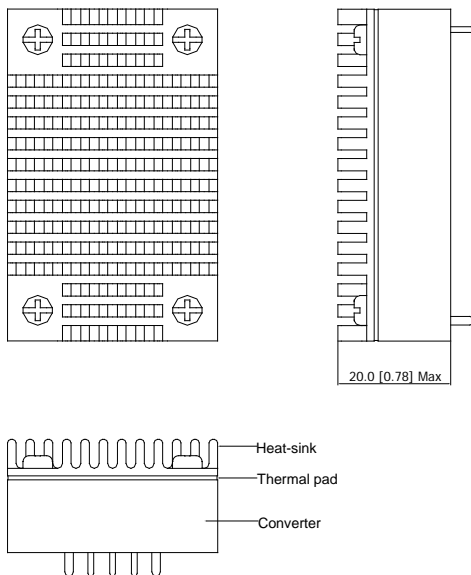 20.0 [0.78] Max
Heat-sink
Thermal pad
Converter